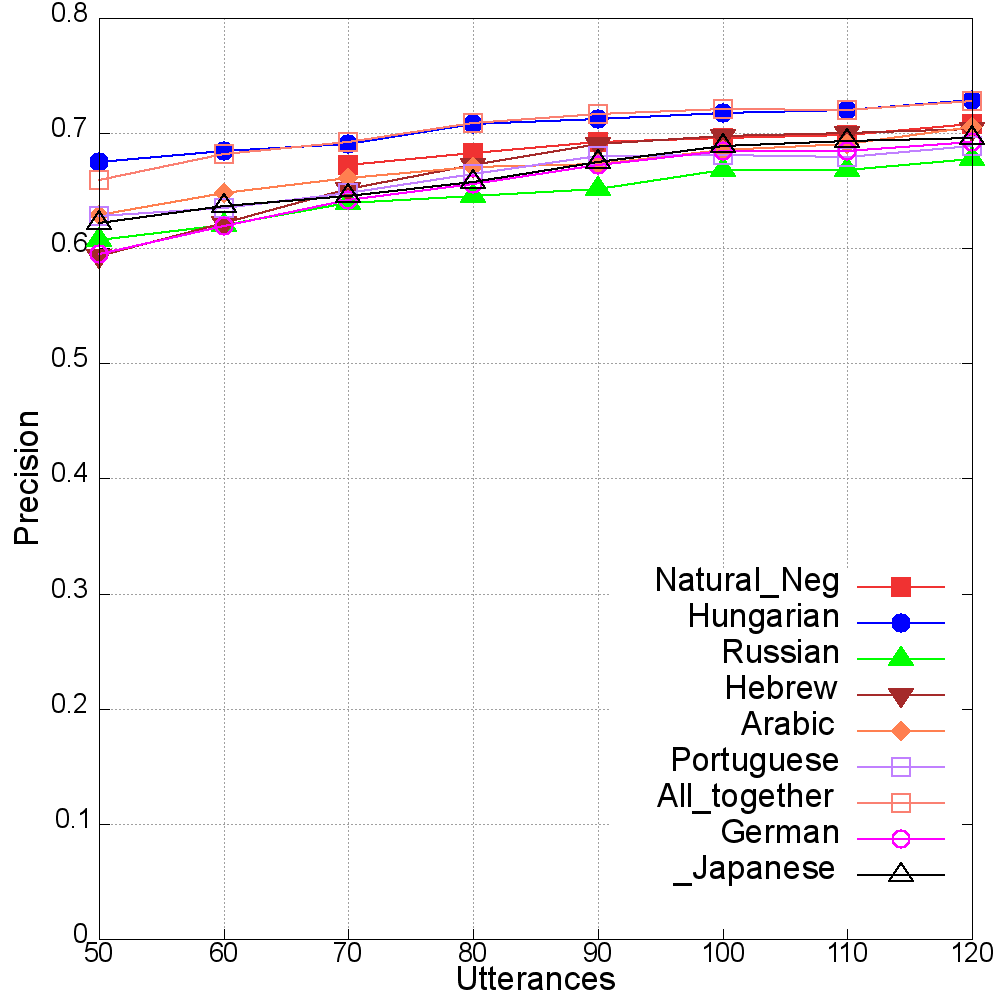 0.8
0.7
0.6
0.5
0.4
0.3
0.2
0.1
0
Precision
Natural_Neg
Hungarian
Russian
Hebrew
Arabic
Portuguese
All_together
German
_Japanese
50 60 70 80 90 100 110 120
Utterances